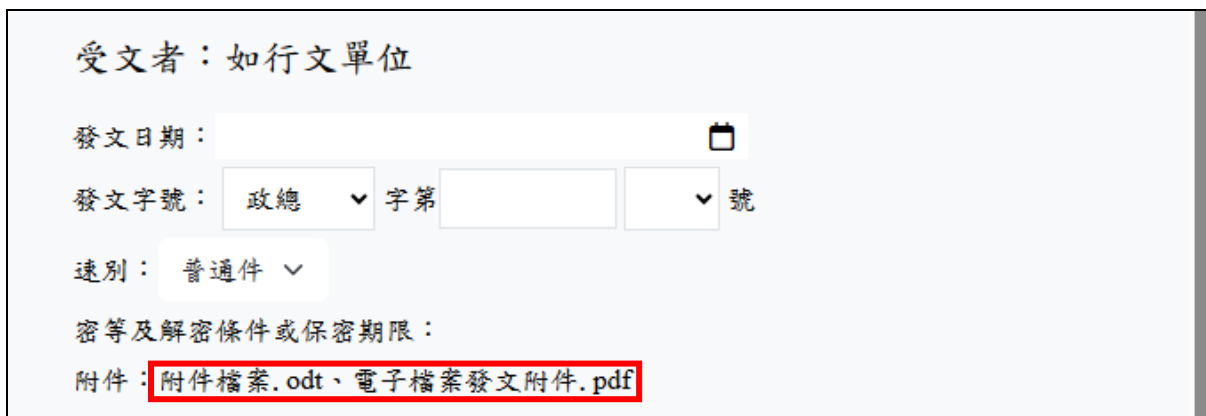 受文者：如行文單位
發文日期：
發文字號： 政總 字第 號
速別： 普通件
密等及解密條件或保密期限：
附件：附件檔案.odt、電子檔案發文附件.pdf